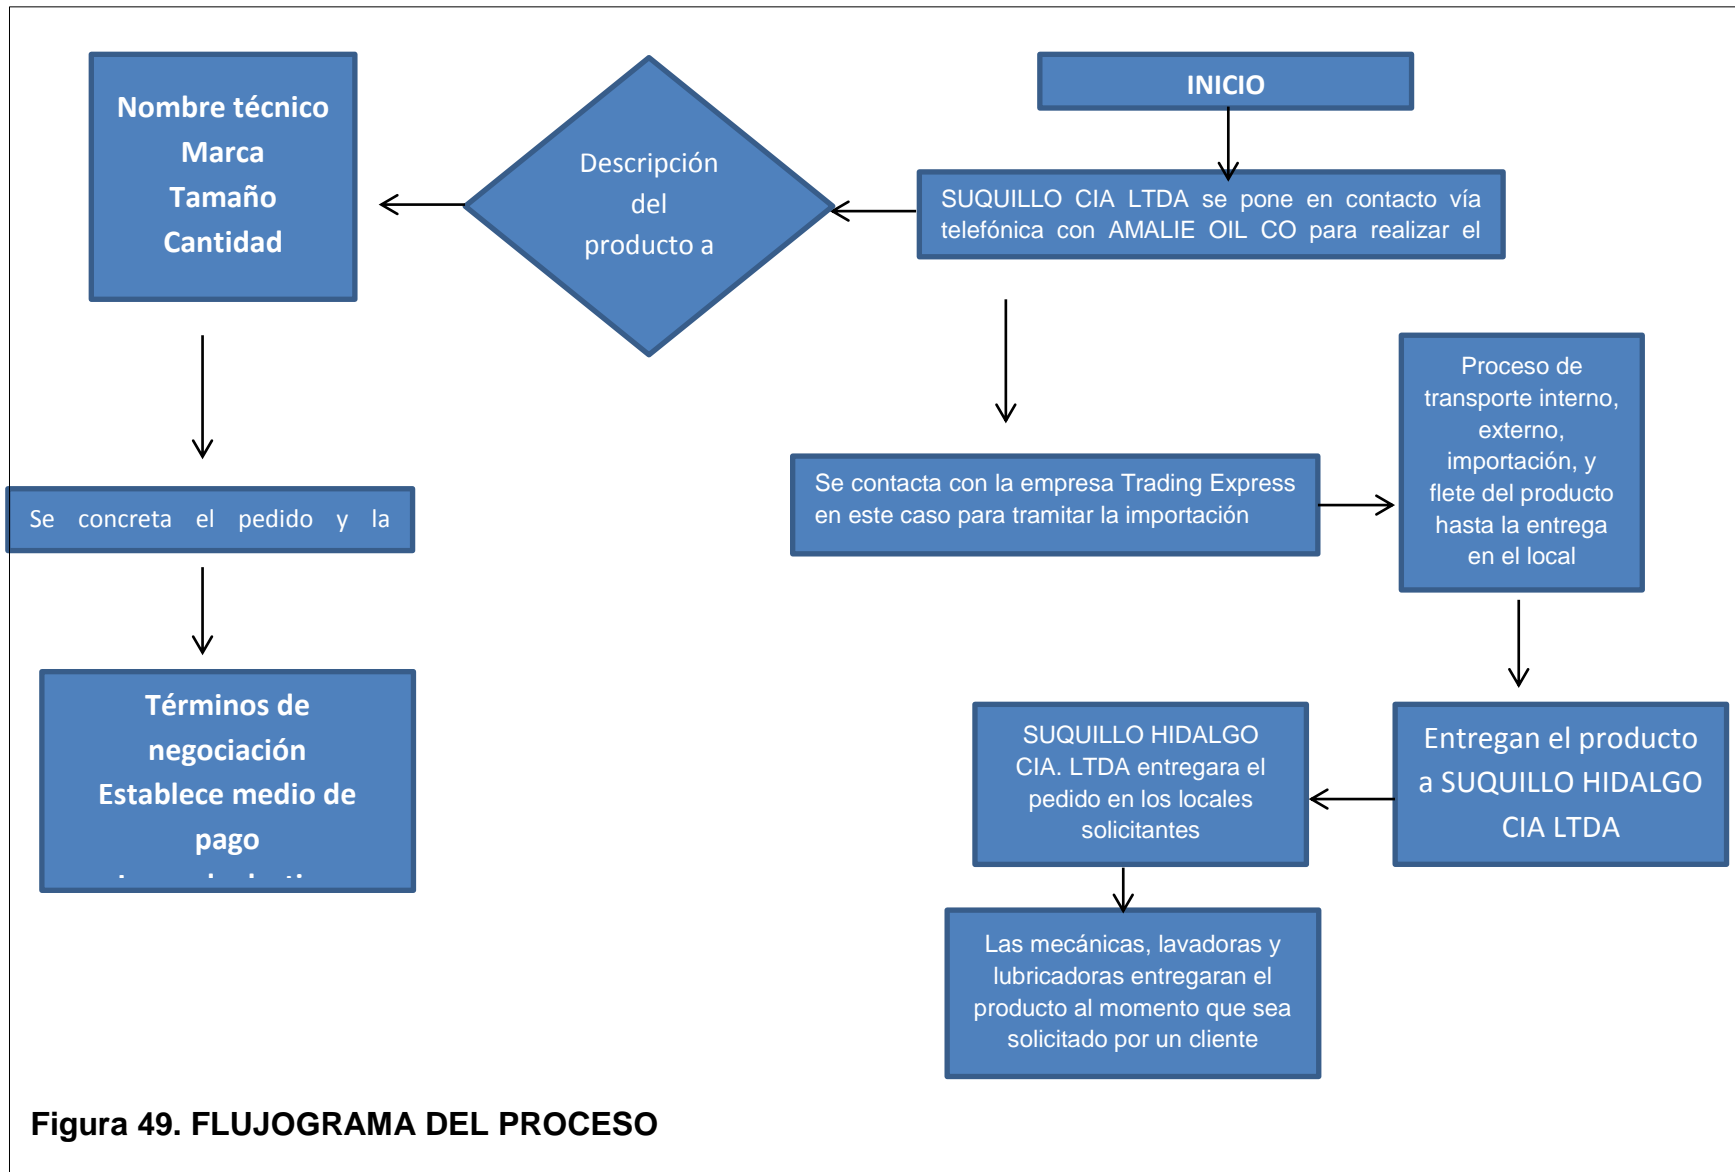 INICIO
SUQUILLO CIA LTDA se pone en contacto vía
telefónica con AMALIE OIL CO para realizar el
Descripción
del
producto a
Nombre técnico
Marca
Tamaño
Cantidad
Se concreta el pedido y la
Términos de
negociación
Establece medio de
pago
Se contacta con la empresa Trading Express
en este caso para tramitar la importación
Proceso de
transporte interno,
externo,
importación, y
flete del producto
hasta la entrega
en el local
Entregan el producto
a SUQUILLO HIDALGO
CIA LTDA
SUQUILLO HIDALGO
CIA. LTDA entregara el
pedido en los locales
solicitantes
Las mecánicas, lavadoras y
lubricadoras entregaran el
producto al momento que sea
solicitado por un cliente
Figura 49. FLUJOGRAMA DEL PROCESO